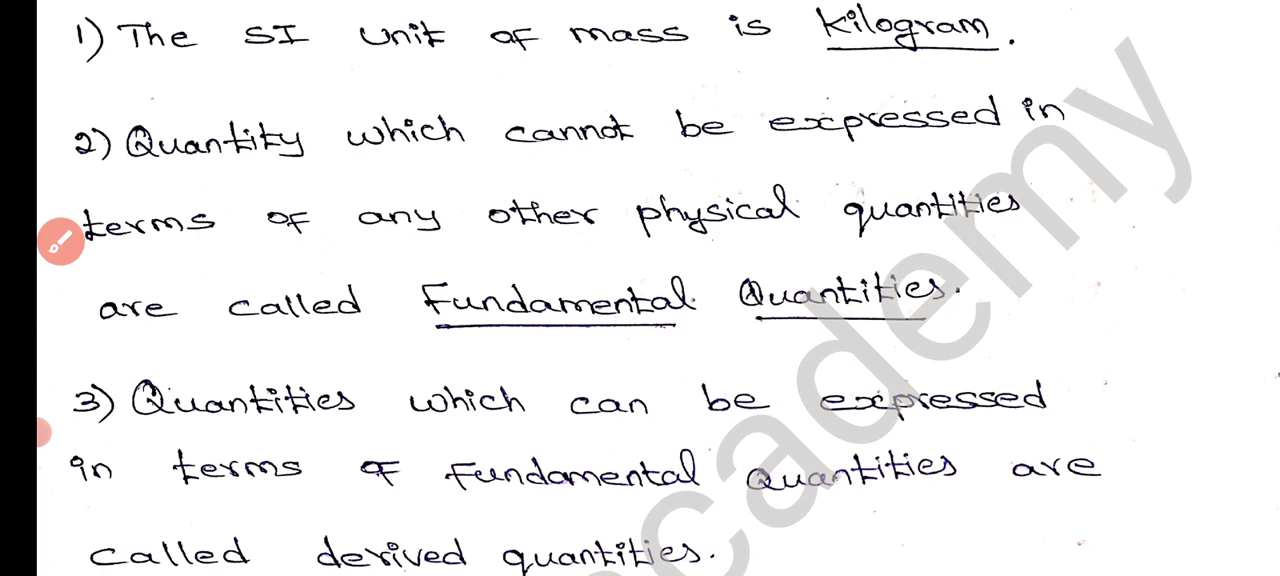 1) The SI unit of mass is kilogram.
2) Quantity which cannot be expressed in
terms of any other physical quantities
are called Fundamental Quantities.
3) Quantities which can be expressed
in terms of fundamental quantities are
called derived quantities.
cademy